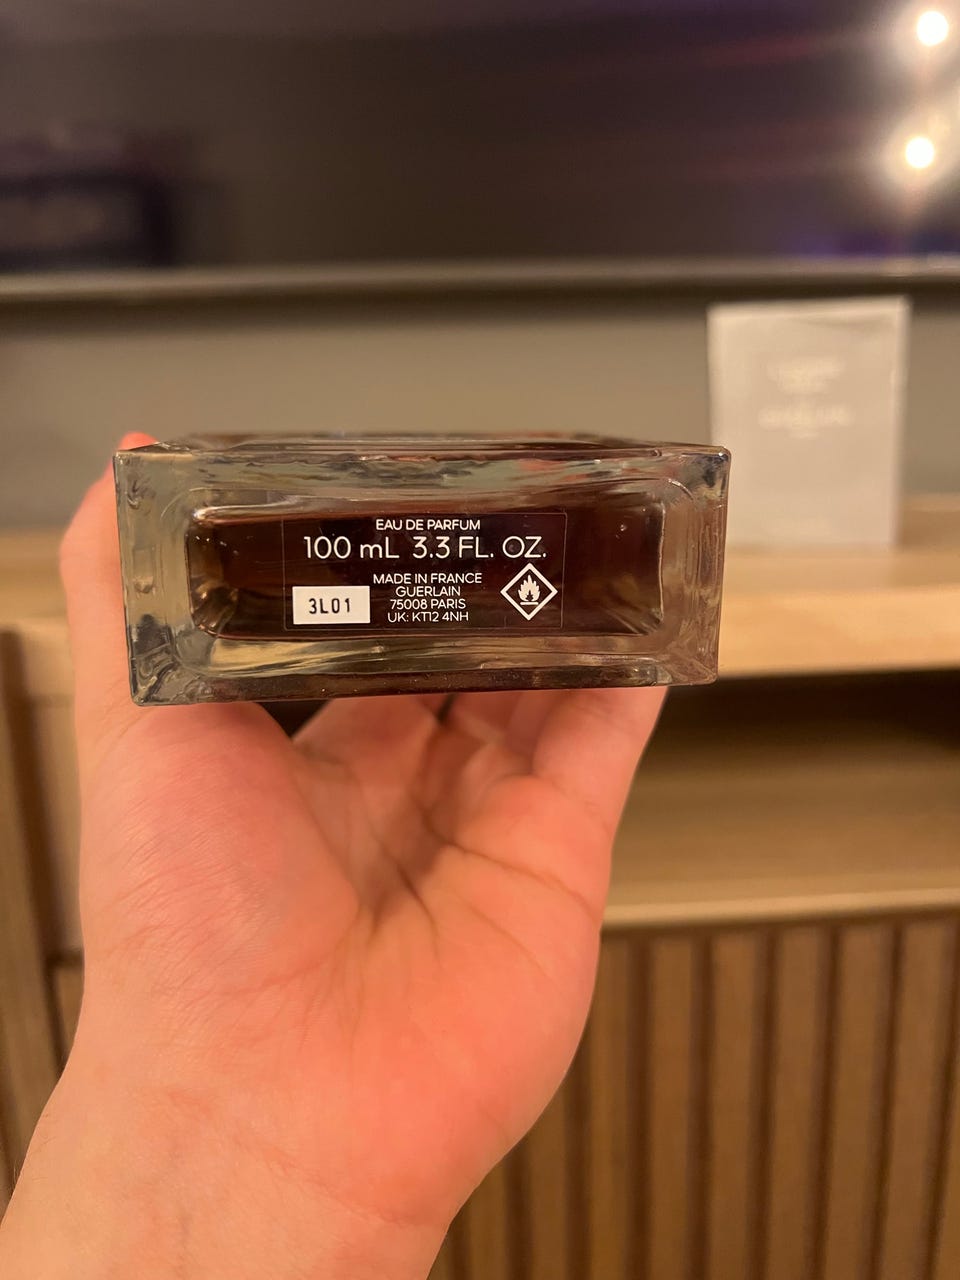 EAU DE PARFUM
100 mL 3.3 FL. OZ.
MADE IN FRANCE
GUERLAIN
75008 PARIS
UK: KT12 4NH
3L01